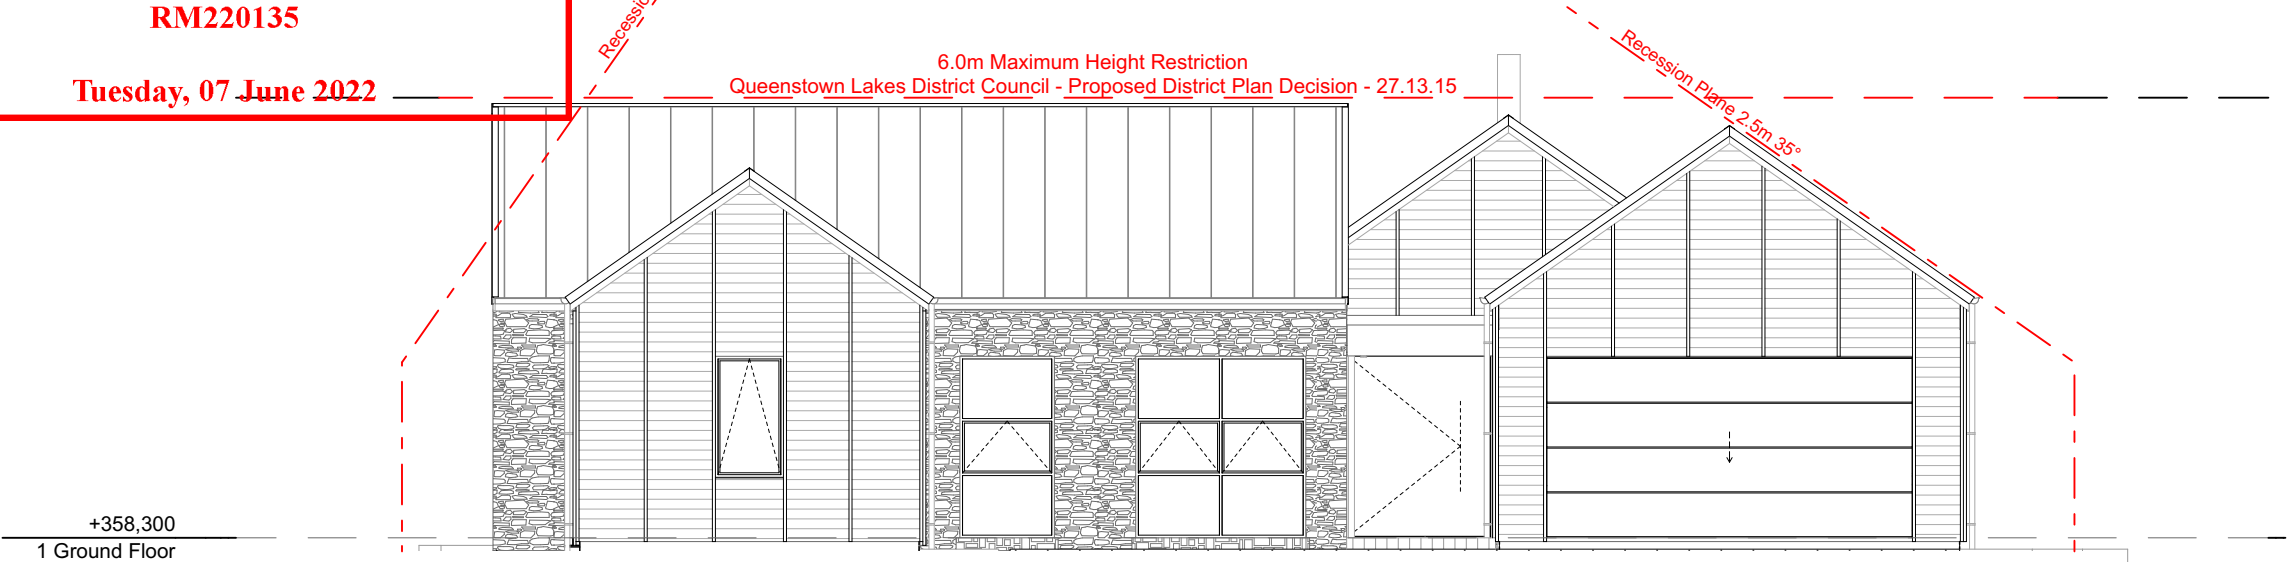 RM220135
Tuesday, 07 June 2022
6.0m Maximum Height Restriction
Queenstown Lakes District Council - Proposed District Plan Decision - 27.13.15
Recession Plane 2.5m 35°
+358,300
1 Ground Floor